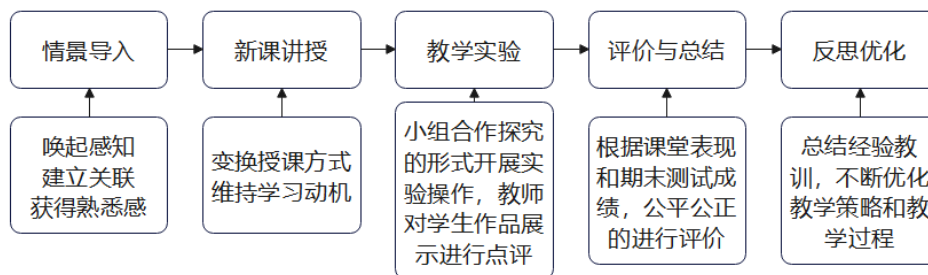 情景导入
新课讲授
教学实验
评价与总结
反思优化
唤起感知
建立关联
获得熟悉感
变换授课方式
维持学习动机
小组合作探究
的形式开展实
验操作，教师
对学生作品展
示进行点评
根据课堂表现
和期末测试成
绩，公平公正
的进行评价
总结经验教
训，不断优化
教学策略和教
学过程